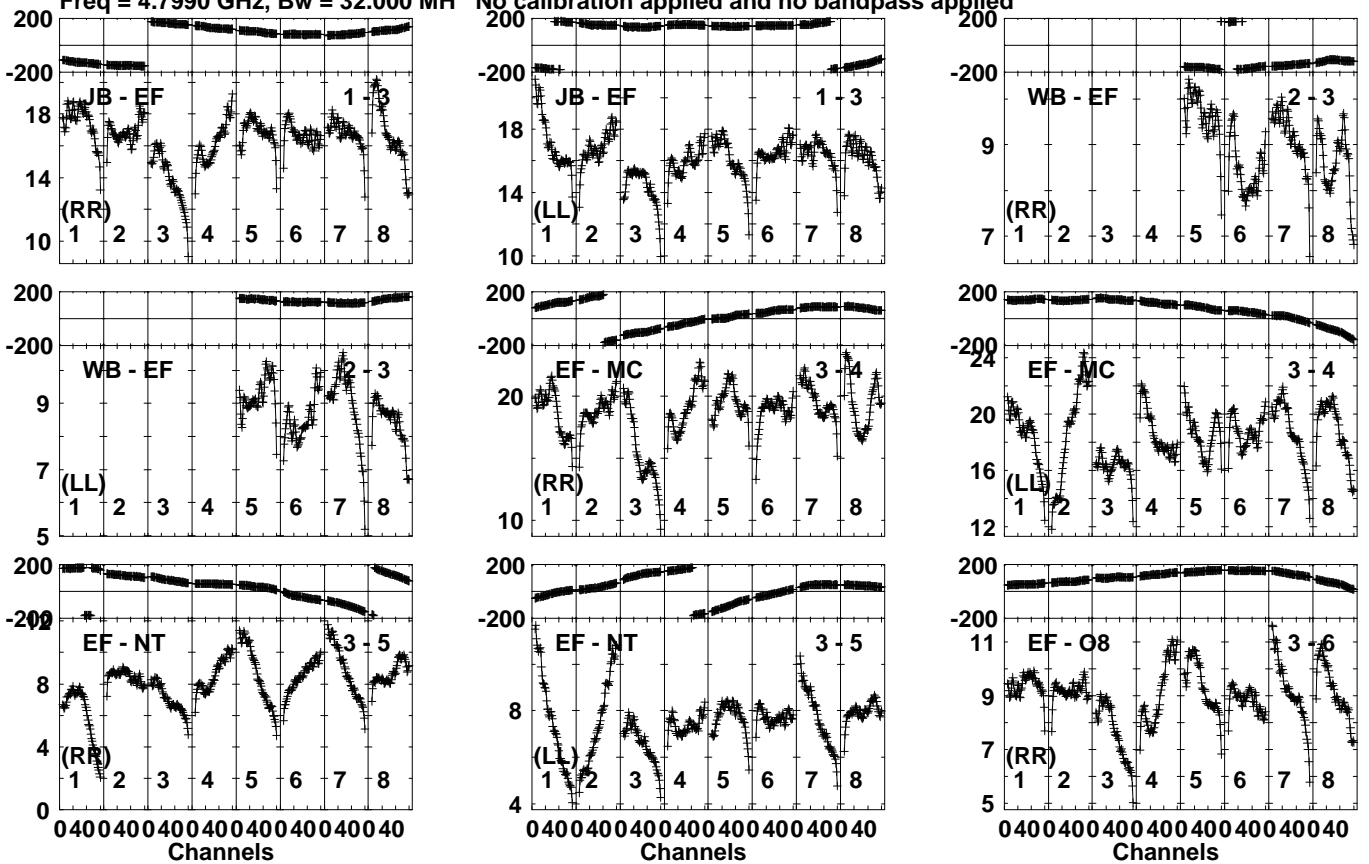 Freq = 4.7990 GHz, Bw = 32.000 MH No calibration applied and no bandpass applied
200
-200
JB - EF 1 - 3
18
14
10
(RR)
1 2 3 4 5 6 7 8
200
-200
JB - EF 1 - 3
18
14
10
(LL)
1 2 3 4 5 6 7 8
200
-200
WB - EF 2 - 3
9
7
(RR)
1 2 3 4 5 6 7 8
200
-200
WB - EF 2 - 3
9
7
5
(LL)
1 2 3 4 5 6 7 8
200
-200
EF - MC 3 - 4
20
10
(RR)
1 2 3 4 5 6 7 8
200
-200
EF - MC 3 - 4
24
20
16
12
(LL)
1 2 3 4 5 6 7 8
200
-200
EF - NT 3 - 5
12
8
4
0
(RR)
1 2 3 4 5 6 7 8
0 40 0 40 0 40 0 40 0 40 0 40 0 40 0 40
Channels
200
-200
EF - NT 3 - 5
8
4
(LL)
1 2 3 4 5 6 7 8
0 40 0 40 0 40 0 40 0 40 0 40 0 40 0 40
Channels
200
-200
EF - O8 3 - 6
11
9
7
5
(RR)
1 2 3 4 5 6 7 8
0 40 0 40 0 40 0 40 0 40 0 40 0 40 0 40
Channels